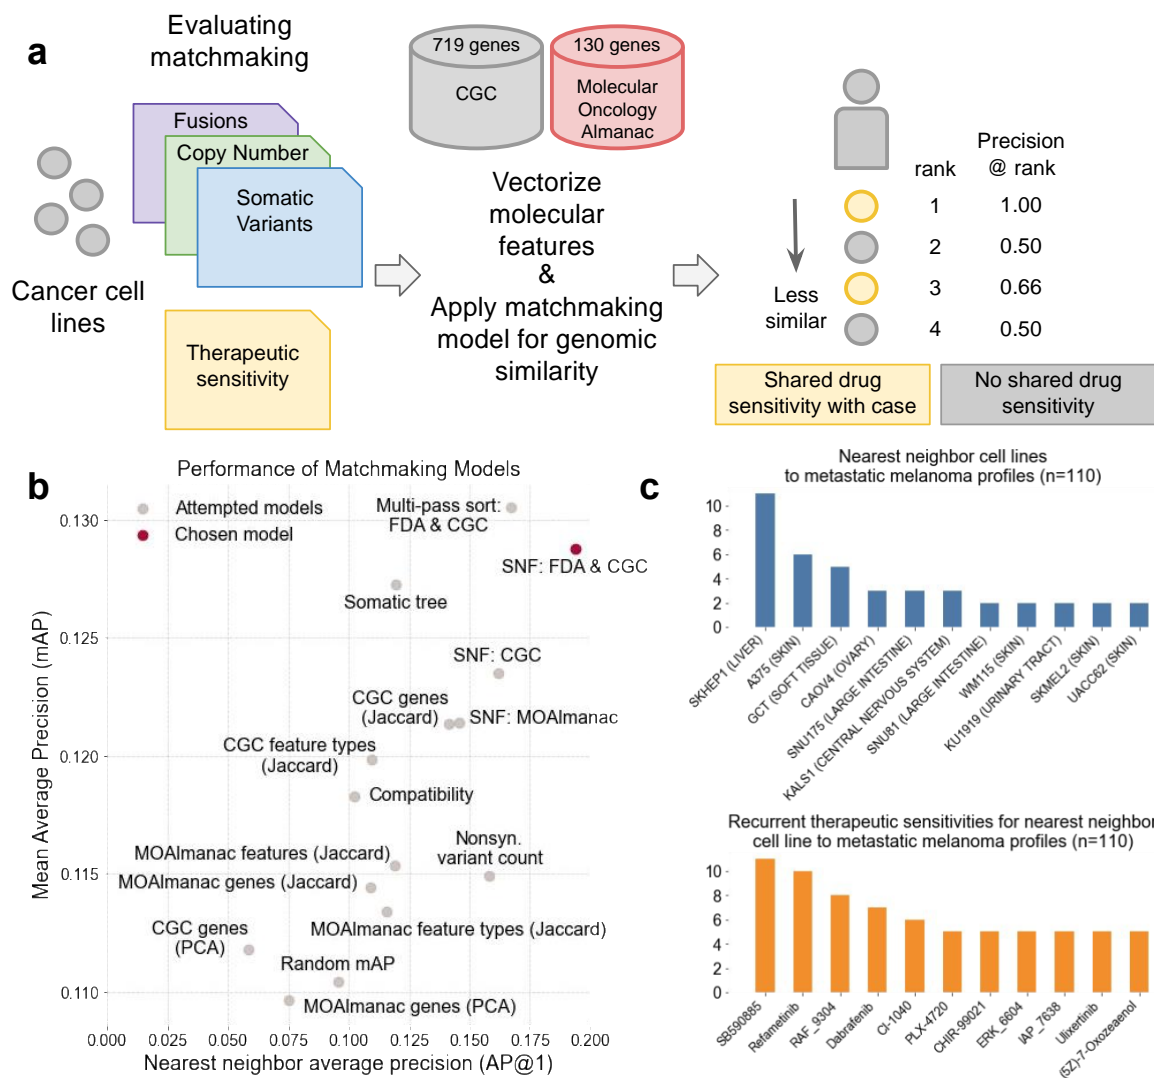 a
Evaluating
matchmaking
Fusions
Copy Number
Somatic
Variants
Cancer cell
lines
Therapeutic
sensitivity
719 genes
CGC
130 genes
Molecular
Oncology
Almanac
Vectorize
molecular
features
&
Apply matchmaking
model for genomic
similarity
Less
similar
rank
Precision
@ rank
1 1.00
2 0.50
3 0.66
4 0.50
Shared drug
sensitivity with case
No shared drug
sensitivity
b
Performance of Matchmaking Models
Attempted models
Chosen model
Multi-pass sort:
FDA & CGC
SNF: FDA & CGC
Somatic tree
SNF: CGC
CGC genes
(Jaccard)
SNF: MOAlmanac
CGC feature types
(Jaccard)
Compatibility
Nonsyn.
variant count
MOAlmanac features (Jaccard)
MOAlmanac genes (Jaccard)
MOAlmanac feature types (Jaccard)
CGC genes
(PCA)
Random mAP
MOAlmanac genes (PCA)
Mean Average Precision (mAP)
0.130
0.125
0.120
0.115
0.110
0.000 0.025 0.050 0.075 0.100 0.125 0.150 0.175 0.200
Nearest neighbor average precision (AP@1)
c
Nearest neighbor cell lines
to metastatic melanoma profiles (n=110)
10
8
6
4
2
0
SKHEP1 (LIVER)
A375 (SKIN)
GCT (SOFT TISSUE)
CAOV4 (OVARY)
SNU175 (LARGE INTESTINE)
KALS1 (CENTRAL NERVOUS SYSTEM)
SNU81 (LARGE INTESTINE)
WM115 (SKIN)
KU1919 (URINARY TRACT)
SKMEL2 (SKIN)
UACC62 (SKIN)
Recurrent therapeutic sensitivities for nearest neighbor
cell line to metastatic melanoma profiles (n=110)
10
8
6
4
2
0
SB590885
Refametinib
RAF_9304
Dabrafenib
CI-1040
PLX-4720
CHIR-99021
ERK_6604
IAP_7638
Ulixertinib
(5Z)-7-Oxozeaenol